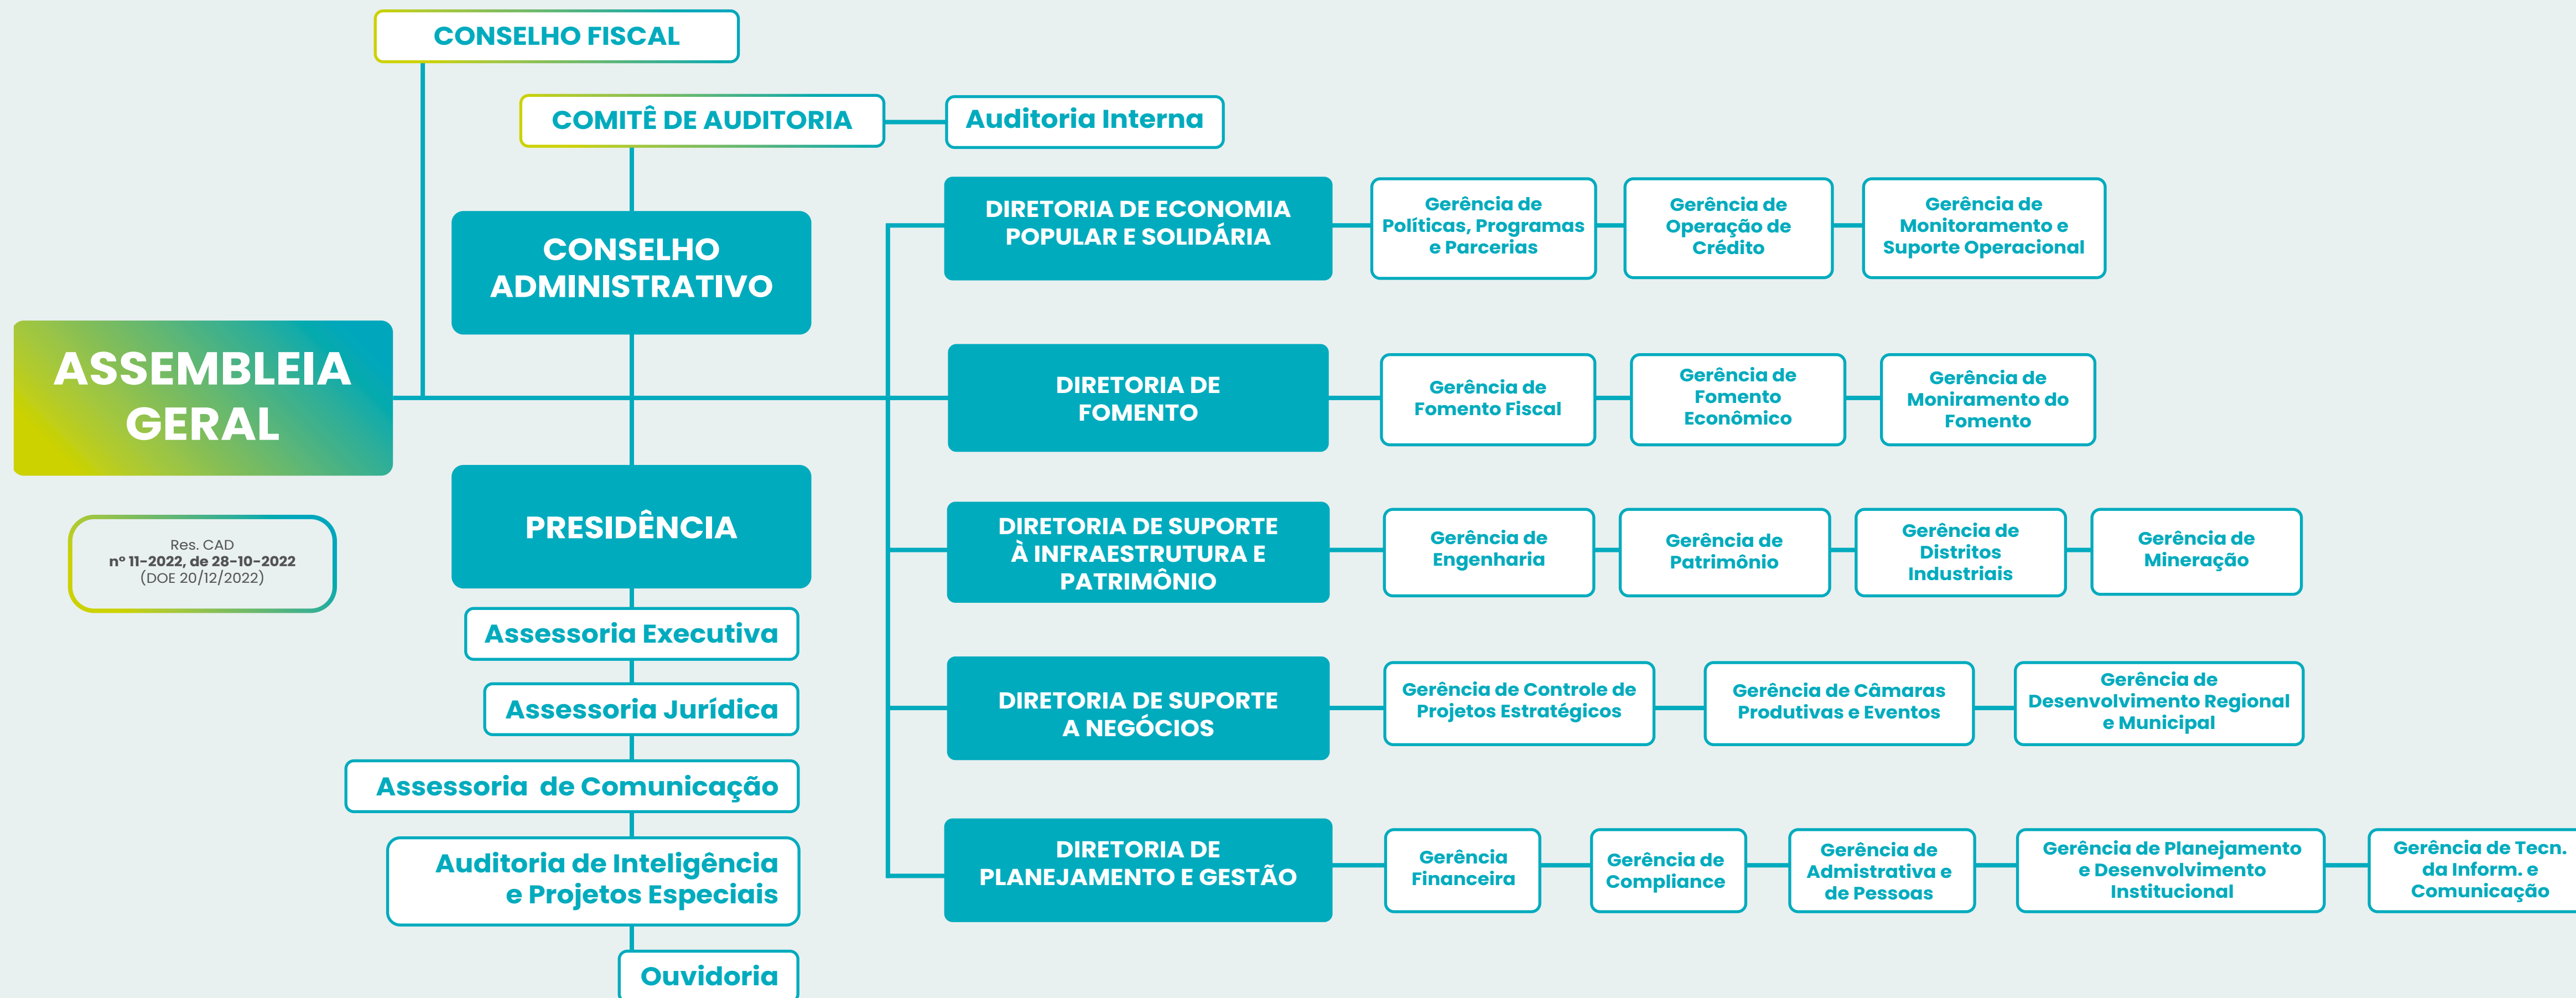 CONSELHO FISCAL
COMITÊ DE AUDITORIA
Auditoria Interna
CONSELHO
ADMINISTRATIVO
ASSEMBLEIA
GERAL
Res. CAD
nº 11-2022, de 28-10-2022
(DOE 20/12/2022)
PRESIDÊNCIA
Assessoria Executiva
Assessoria Jurídica
Assessoria  de Comunicação
Auditoria de Inteligência
e Projetos Especiais
Ouvidoria
DIRETORIA DE ECONOMIA
POPULAR E SOLIDÁRIA
Gerência de
Políticas, Programas
e Parcerias
Gerência de
Operação de
Crédito
Gerência de
Monitoramento e
Suporte Operacional
DIRETORIA DE
FOMENTO
Gerência de
Fomento Fiscal
Gerência de
Fomento
Econômico
Gerência de
Moniramento do
Fomento
DIRETORIA DE SUPORTE
À INFRAESTRUTURA E
PATRIMÔNIO
Gerência de
Engenharia
Gerência de
Patrimônio
Gerência de
Distritos
Industriais
Gerência de
Mineração
DIRETORIA DE SUPORTE
A NEGÓCIOS
Gerência de Controle de
Projetos Estratégicos
Gerência de Câmaras
Produtivas e Eventos
Gerência de
Desenvolvimento Regional
e Municipal
DIRETORIA DE
PLANEJAMENTO E GESTÃO
Gerência
Financeira
Gerência de
Compliance
Gerência de
Admistrativa e
de Pessoas
Gerência de Planejamento
e Desenvolvimento
Institucional
Gerência de Tecn.
da Inform. e
Comunicação